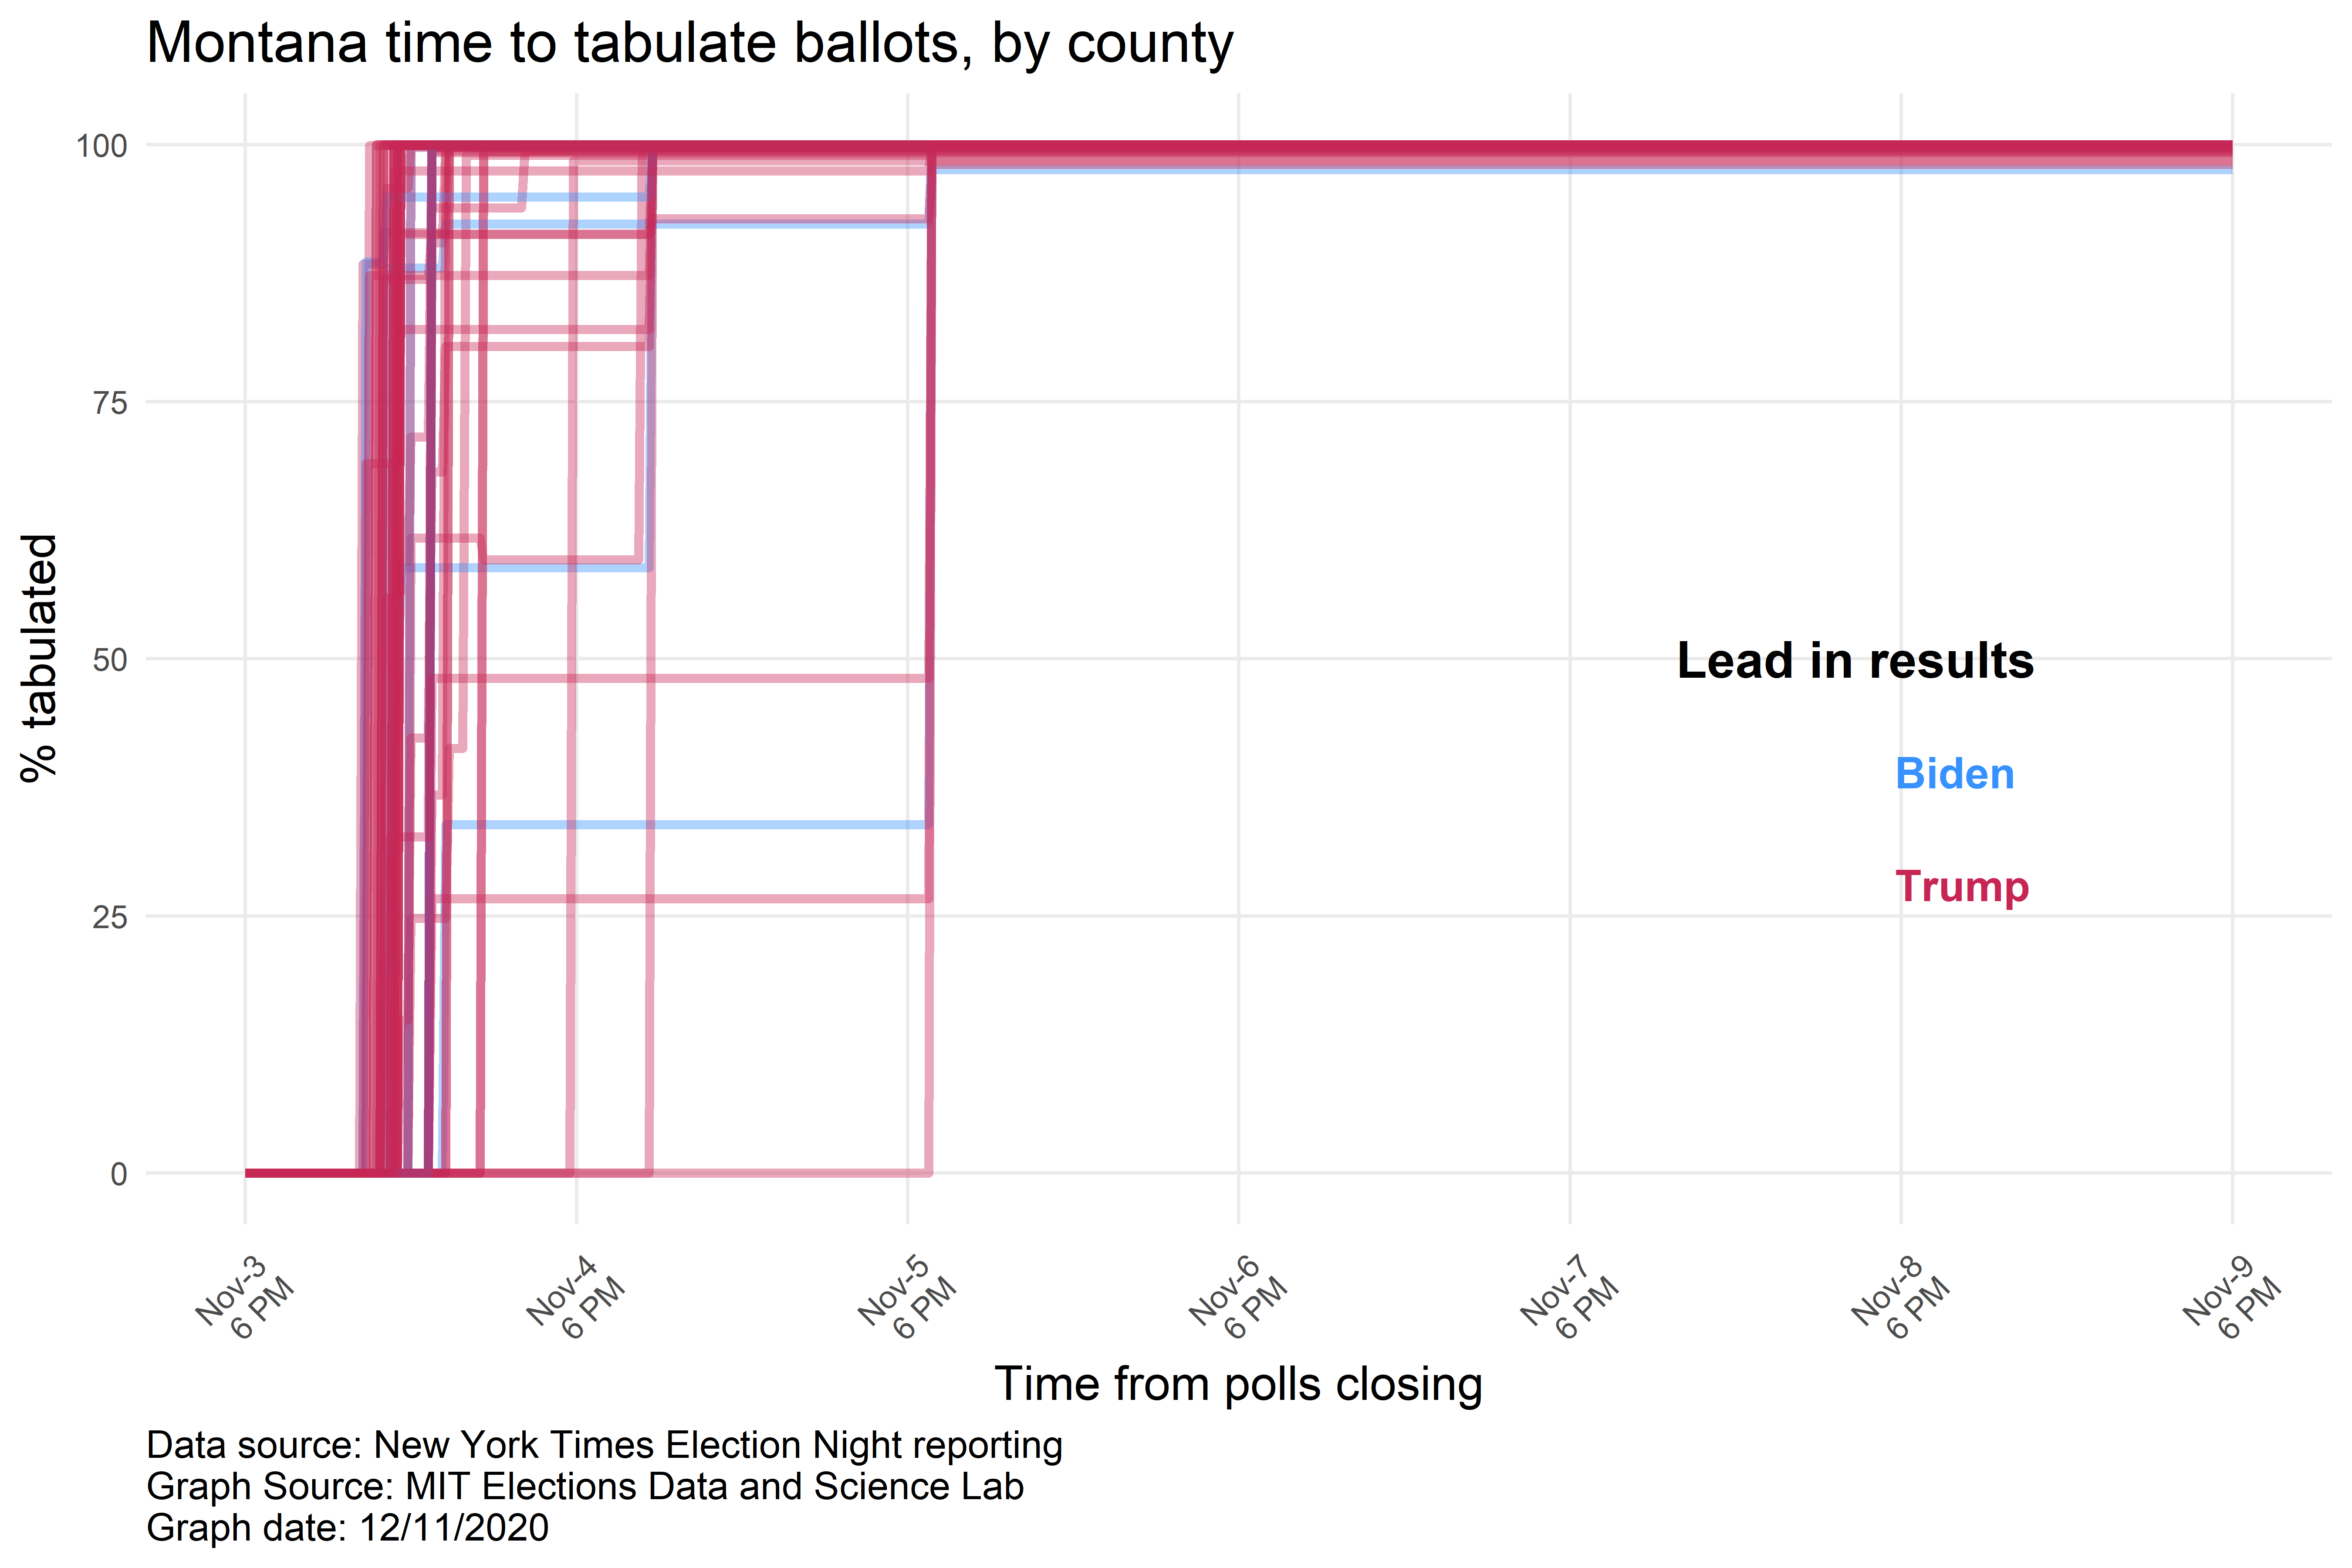 Montana time to tabulate ballots, by county
% tabulated
100
75
50
25
0
Lead in results
Biden
Trump
Nov-3
6 PM
Nov-4
6 PM
Nov-5
6 PM
Nov-6
6 PM
Nov-7
6 PM
Nov-8
6 PM
Nov-9
6 PM
Time from polls closing
Data source: New York Times Election Night reporting
Graph Source: MIT Elections Data and Science Lab
Graph date: 12/11/2020